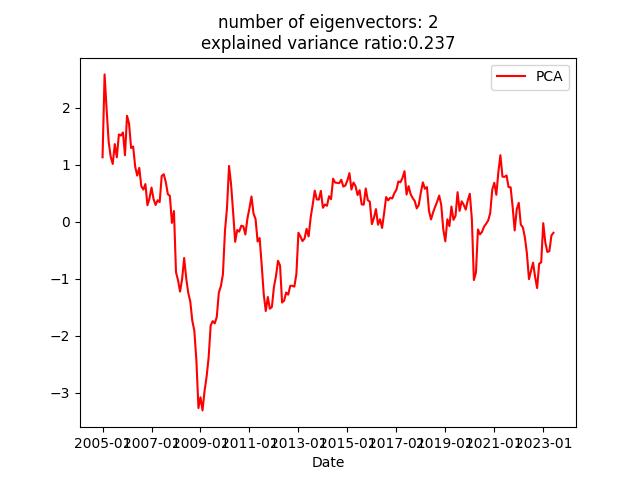 number of eigenvectors: 2
explained variance ratio:0.237
PCA
2
1
0
−1
−2
−3
2005-01 2007-01 2009-01 2011-01 2013-01 2015-01 2017-01 2019-01 2021-01 2023-01
Date